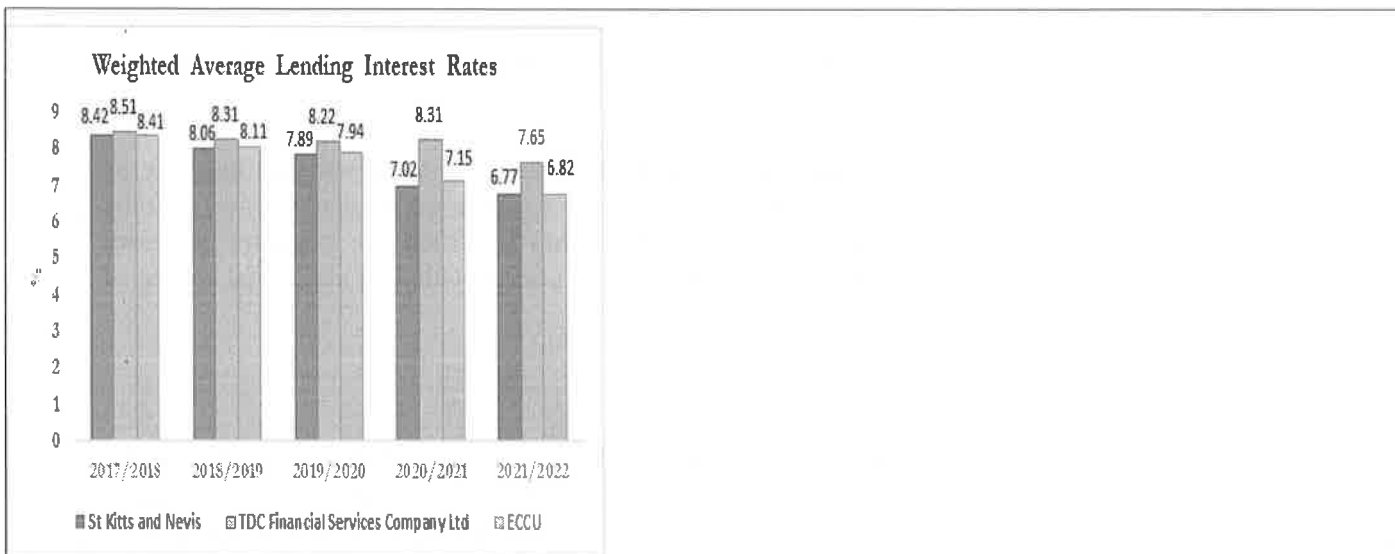 Weighted Average Lending Interest Rates
9
8
7
6
5
4
3
2
1
0
%
8.42 8.51 8.41
8.06 8.31 8.11
7.89 8.22 7.94
7.02 8.31 7.15
6.77 7.65 6.82
2017/2018 2018/2019 2019/2020 2020/2021 2021/2022
St Kitts and Nevis TDC Financial Services Company Ltd ECCU